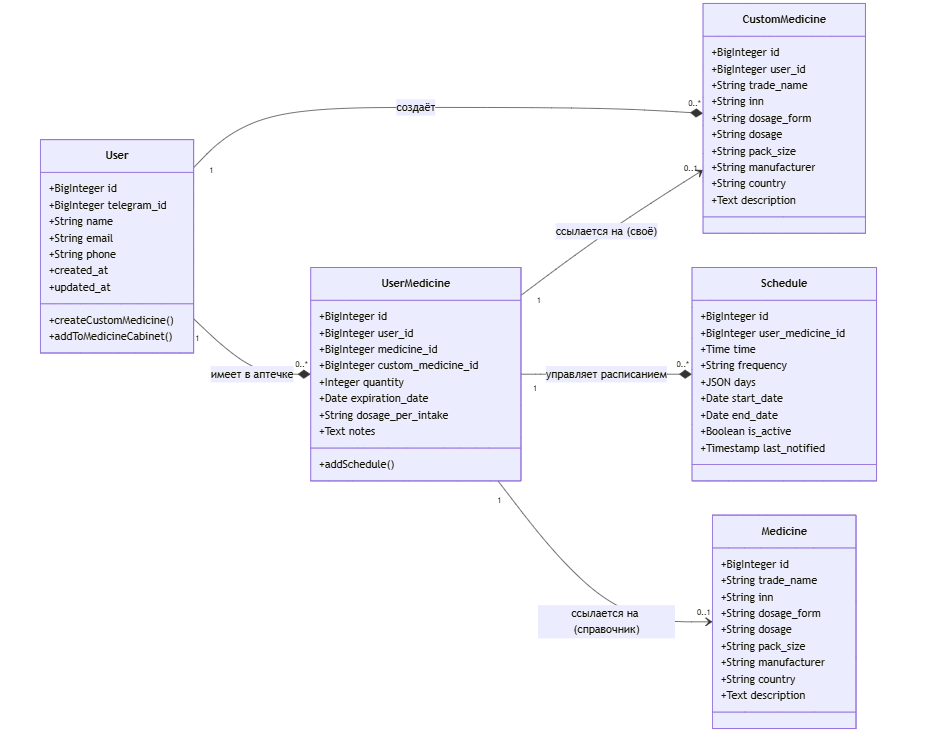 CustomMedicine
+BigInteger id
+BigInteger user_id
+String trade_name
+String inn
+String dosage_form
+String dosage
+String pack_size
+String manufacturer
+String country
+Text description
создаёт
0..*
1
User
+BigInteger id
+BigInteger telegram_id
+String name
+String email
+String phone
+created_at
+updated_at
+createCustomMedicine()
+addToMedicineCabinet()
0..1
ссылается на (своё)
1
1
имеет в аптечке
0..*
UserMedicine
+BigInteger id
+BigInteger user_id
+BigInteger medicine_id
+BigInteger custom_medicine_id
+Integer quantity
+Date expiration_date
+String dosage_per_intake
+Text notes
+addSchedule()
управляет расписанием
0..*
1
Schedule
+BigInteger id
+BigInteger user_medicine_id
+Time time
+String frequency
+JSON days
+Date start_date
+Date end_date
+Boolean is_active
+Timestamp last_notified
1
ссылается на
(справочник)
0..1
Medicine
+BigInteger id
+String trade_name
+String inn
+String dosage_form
+String dosage
+String pack_size
+String manufacturer
+String country
+Text description